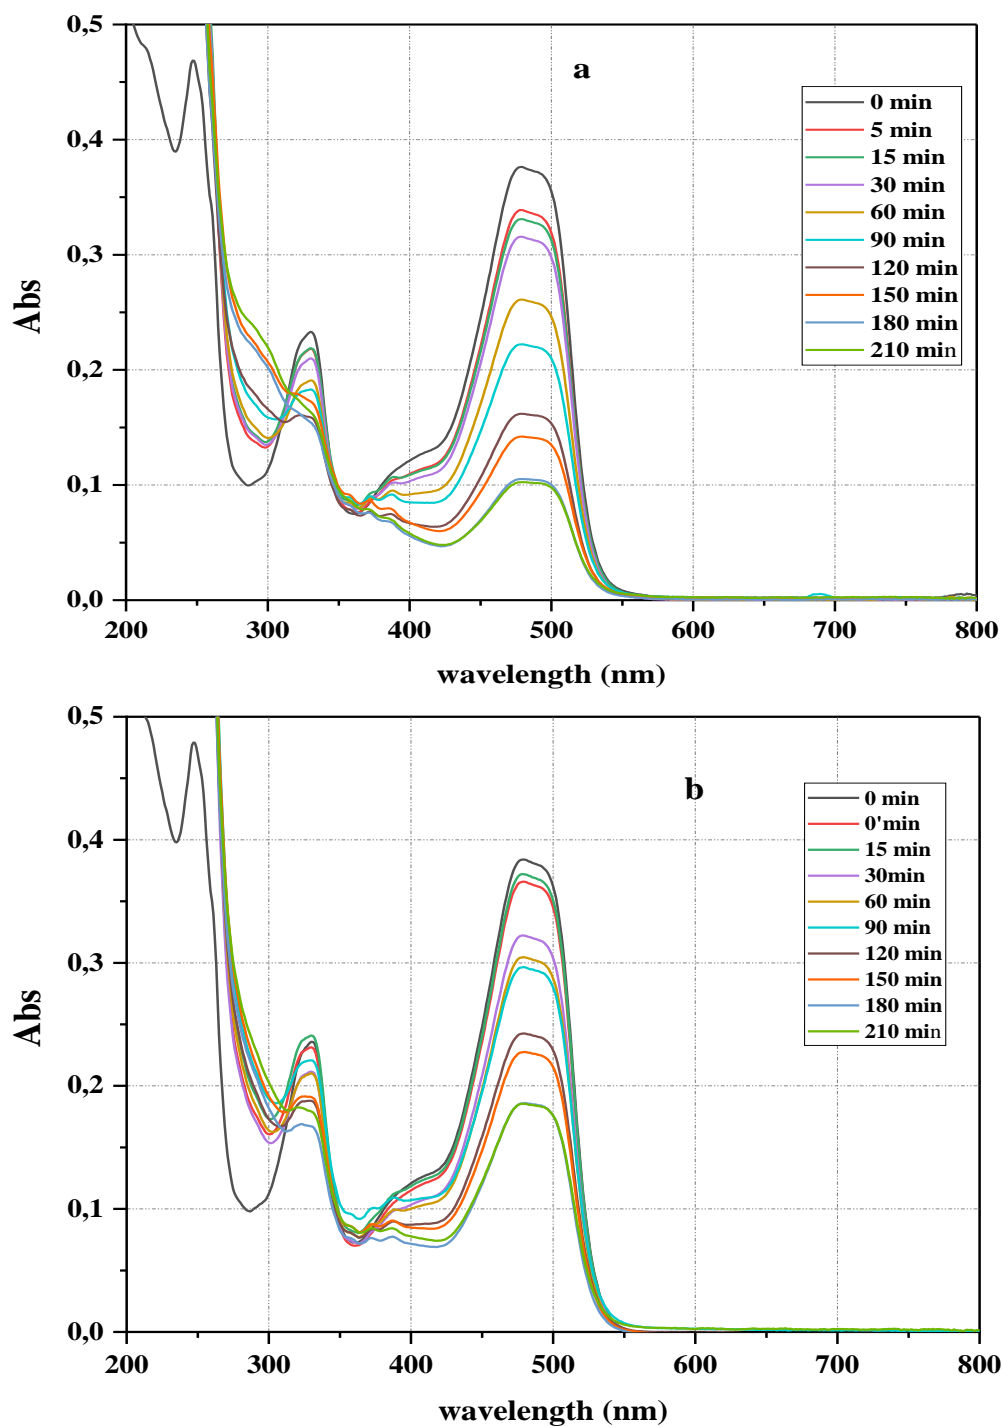 0,5
a
0 min
5 min
15 min
30 min
60 min
90 min
120 min
150 min
180 min
210 min
0,4
0,3
0,2
0,1
0,0
Abs
200 300 400 500 600 700 800
wavelength (nm)
0,5
b
0 min
0'min
15 min
30min
60 min
90 min
120 min
150 min
180 min
210 min
0,4
0,3
0,2
0,1
0,0
Abs
200 300 400 500 600 700 800
wavelength (nm)